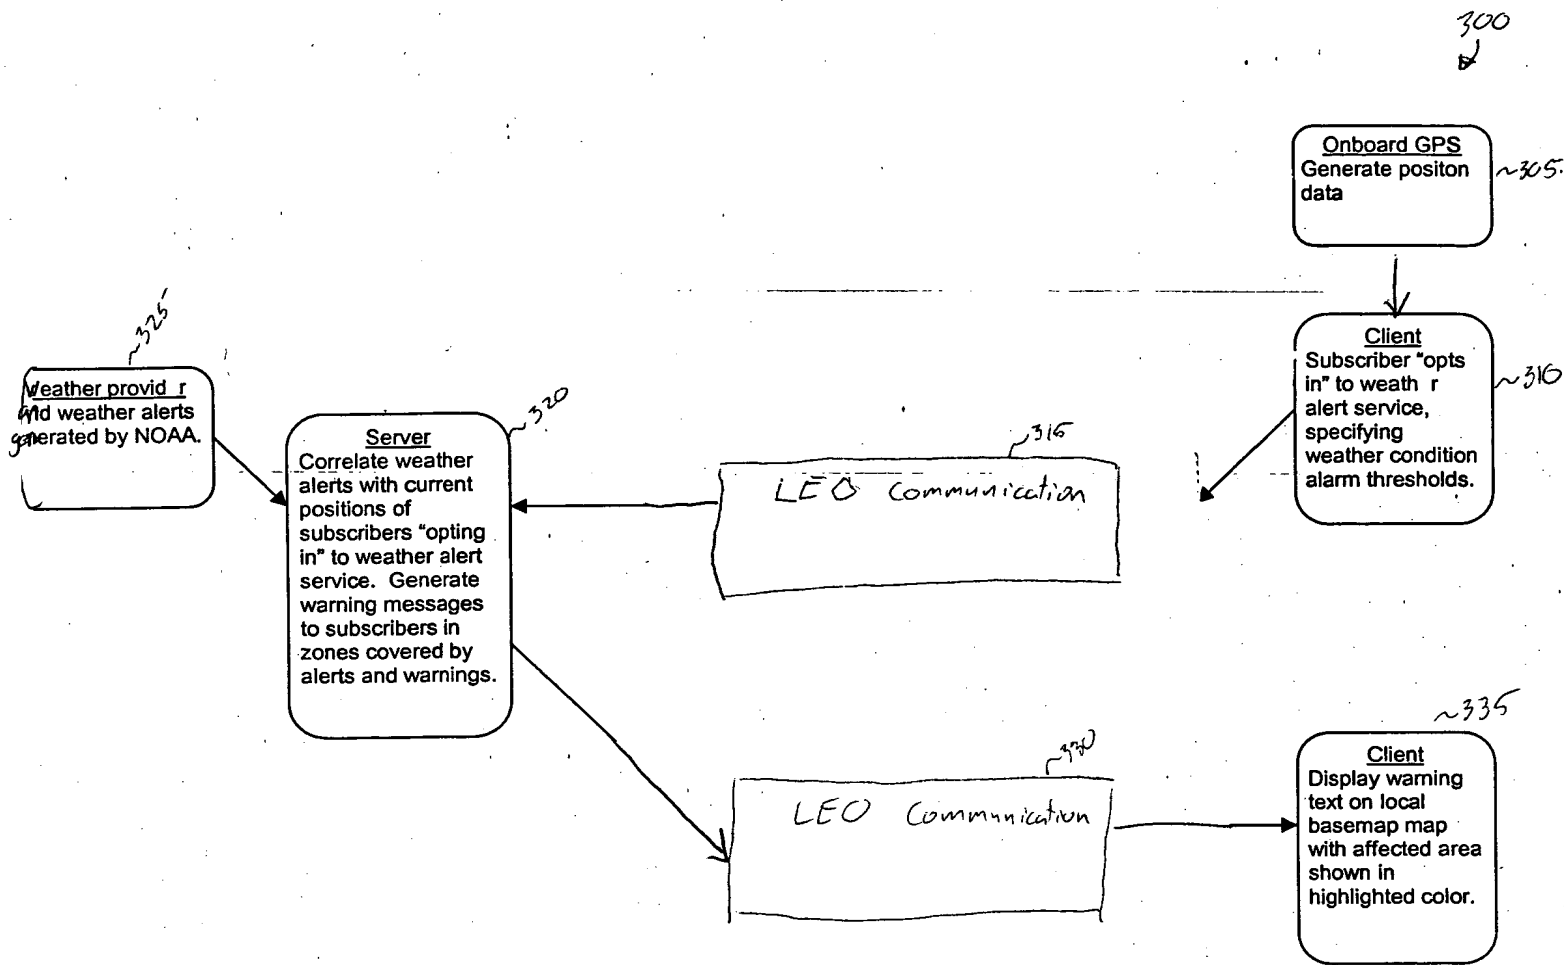 300
Onboard GPS
Generate positon
data
~305.
Client
Subscriber "opts
in" to weath r
alert service,
specifying
weather condition
alarm thresholds.
~310
~325
Weather provid r
and weather alerts
generated by NOAA.
~320
Server
Correlate weather
alerts with current
positions of
subscribers "opting
in" to weather alert
service. Generate
warning messages
to subscribers in
zones covered by
alerts and warnings.
~315
LEO Communication
~330
LEO Communication
~335
Client
Display warning
text on local
basemap map
with affected area
shown in
highlighted color.